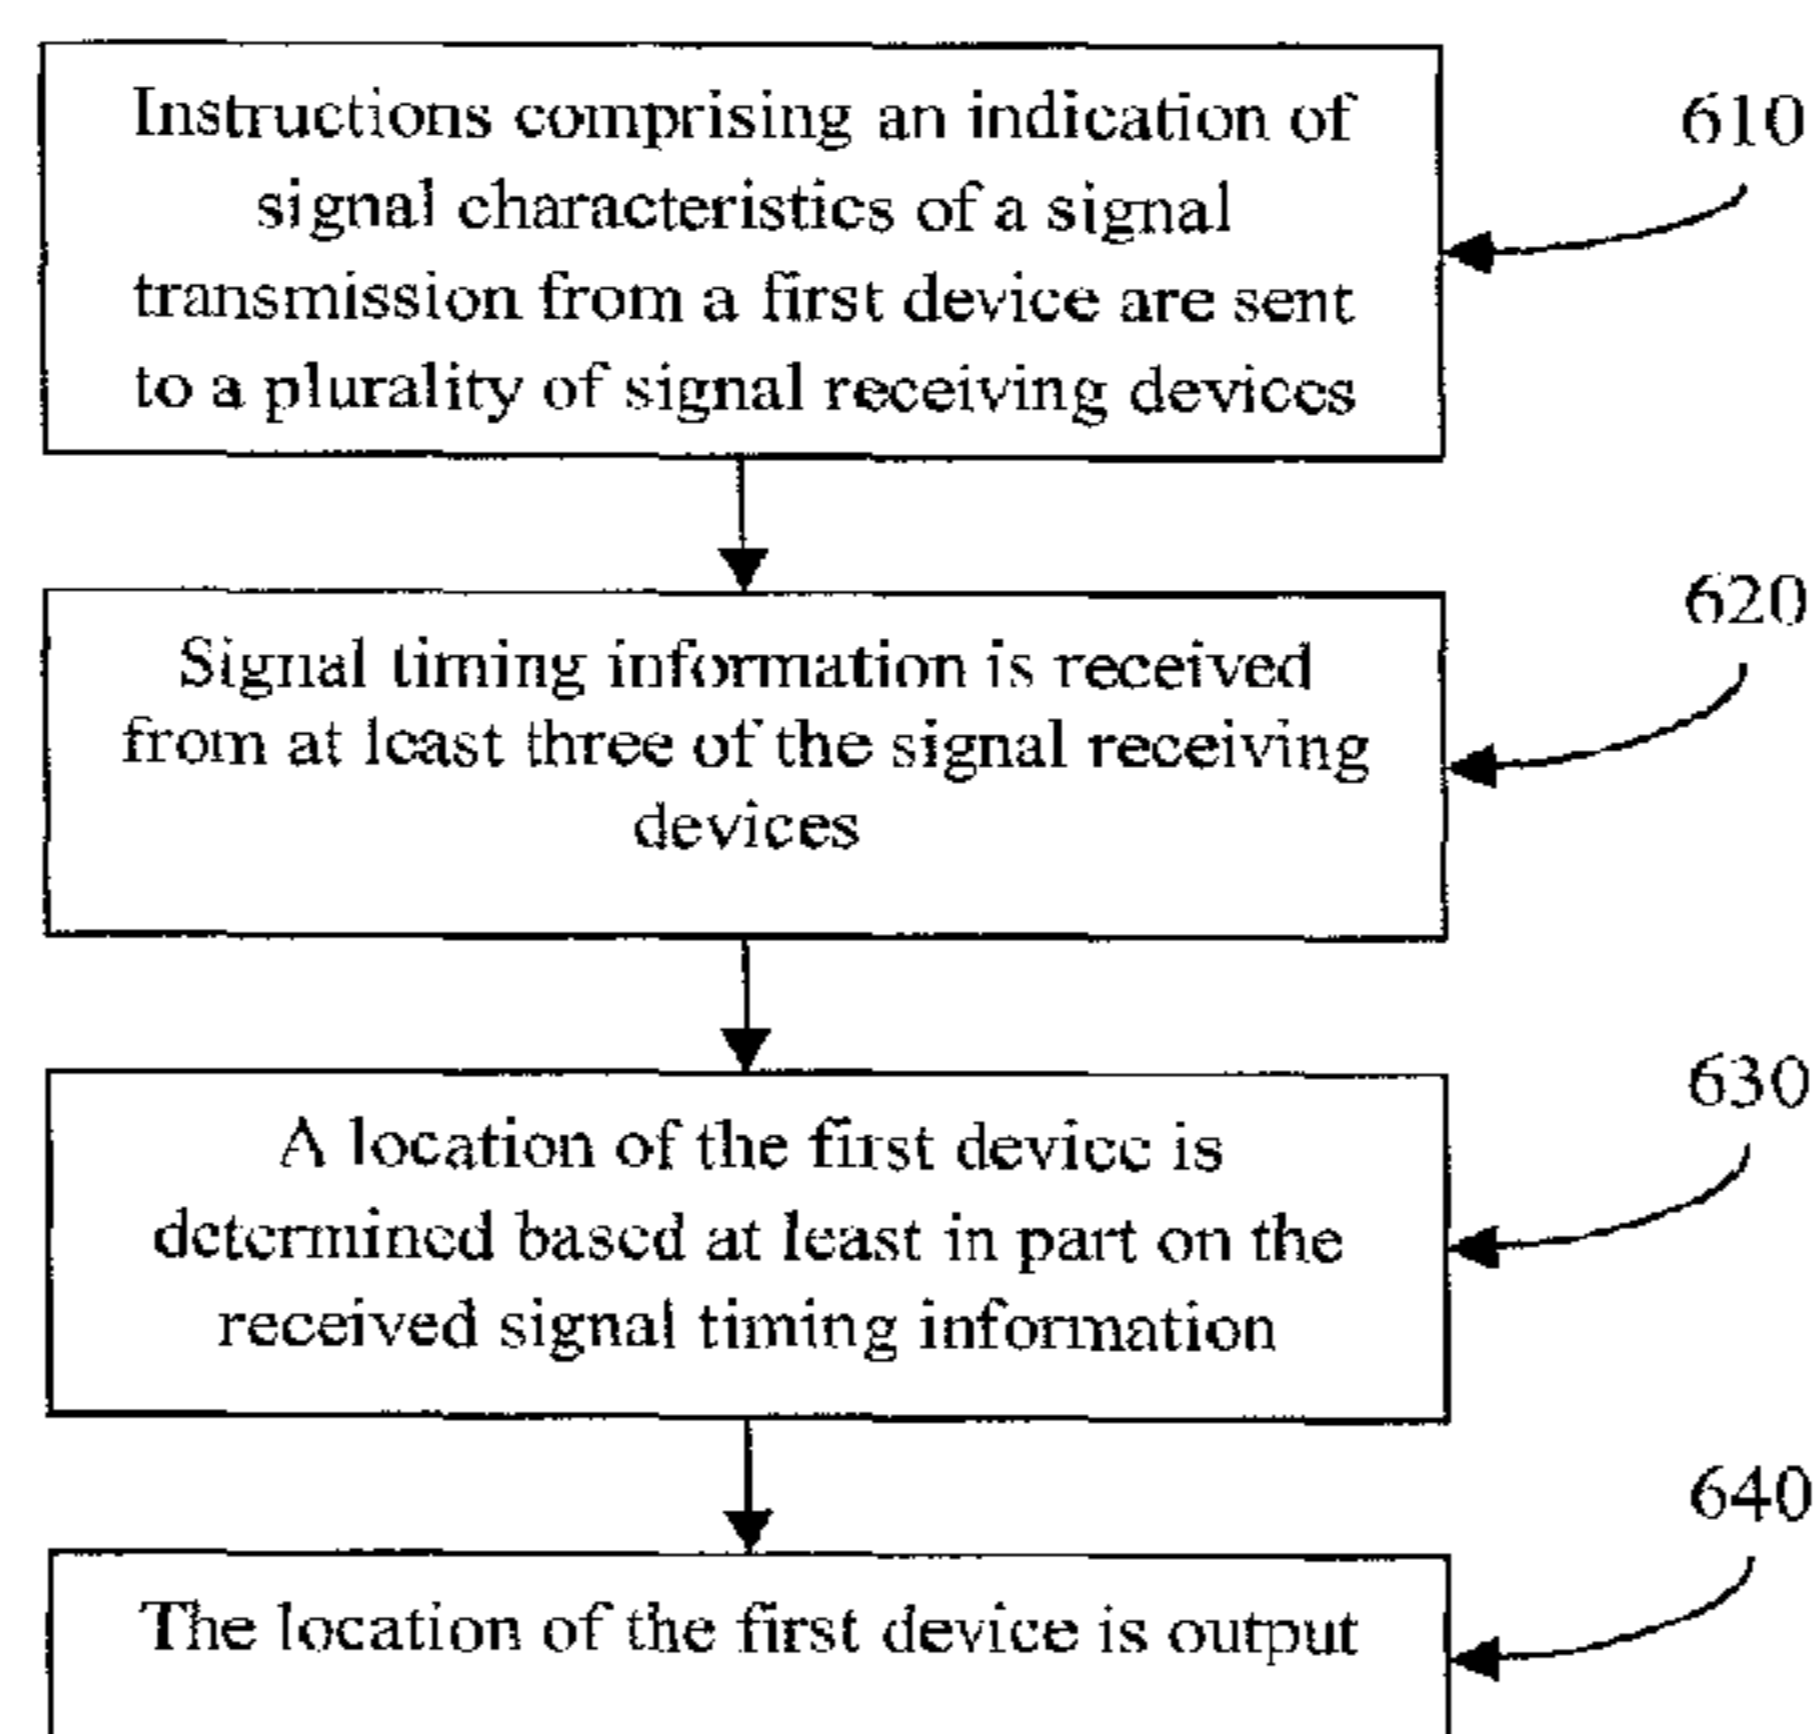 Instructions comprising an indication of
signal characteristics of a signal
transmission from a first device are sent
to a plurality of signal receiving devices
610
Signal timing information is received
from at least three of the signal receiving
devices
620
A location of the first device is
determined based at least in part on the
received signal timing information
630
The location of the first device is output
640